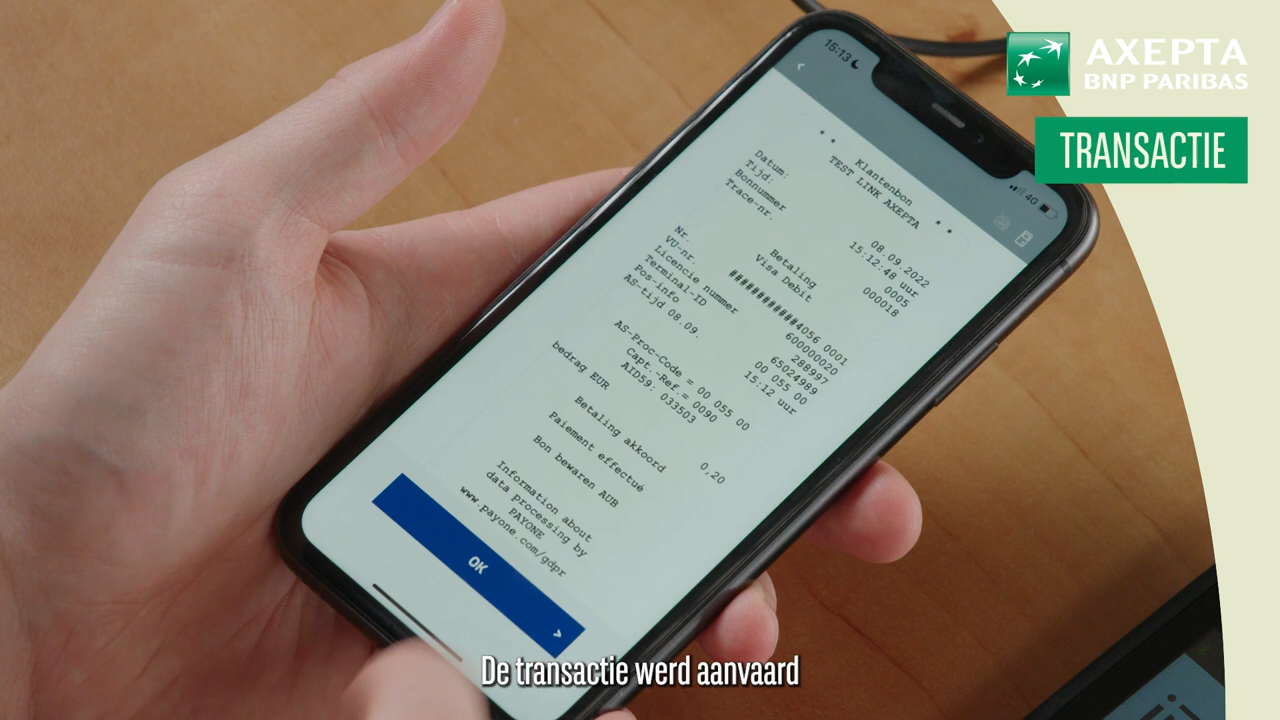 AXEPTA
BNP PARIBAS
TRANSACTIE
15:13
4G
* * Klantenbon * *
TEST LINK AXEPTA
Datum: 08.09.2022
Tijd: 15:12:48 uur
Bonnummer 0005
Trace-nr. 000018
Betaling
Visa Debit
Nr. ############4056 0001
VU-nr. 600000020
Licencie nummer 288997
Terminal-ID 65024989
Pos-info 00 055 00
AS-tijd 08.09. 15:12 uur
AS-Proc-Code = 00 055 00
Capt.-Ref.= 0090
AID59: 033503
bedrag EUR 0,20
Betaling akkoord
Paiement effectué
Bon bewaren AUB
Information about
data processing by
PAYONE
www.payone.com/gdpr
OK
De transactie werd aanvaard